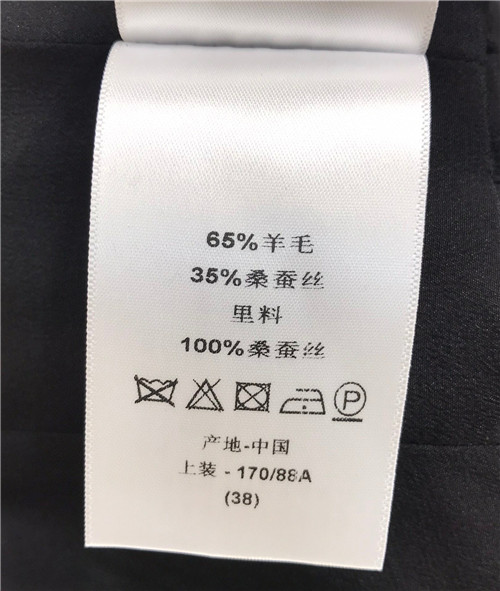 65%羊毛
35%桑蚕丝
里料
100%桑蚕丝
P
产地-中国
上装 - 170/88A
(38)